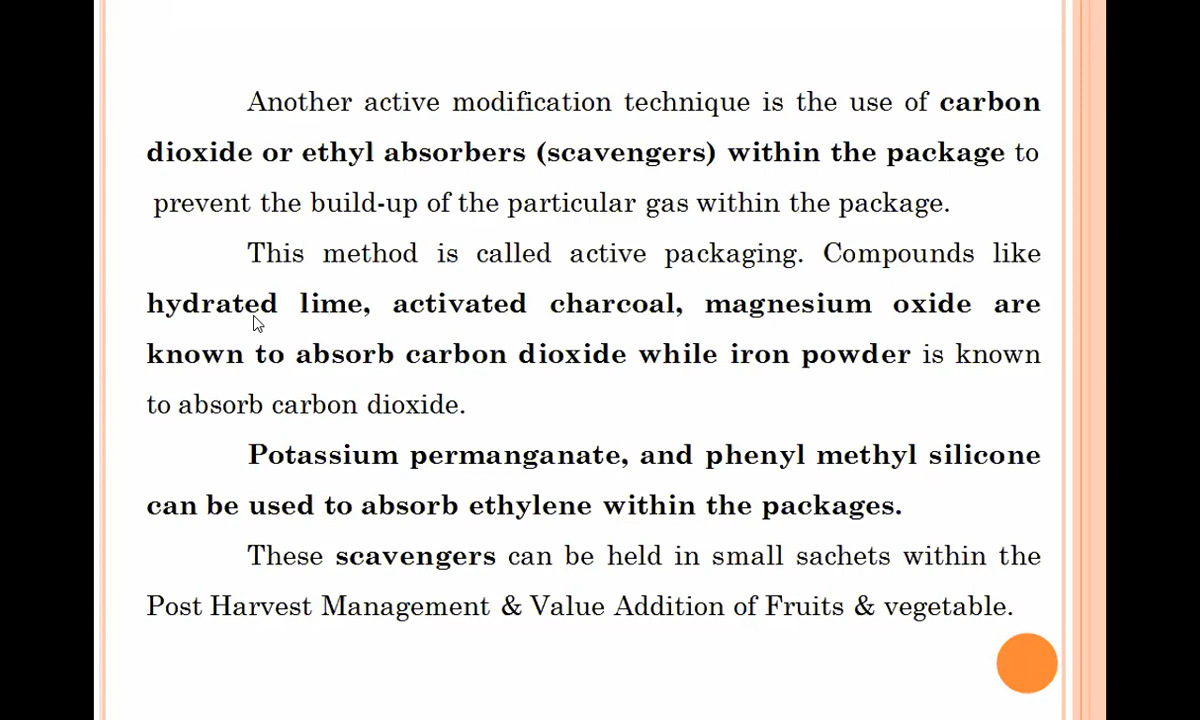 Another active modification technique is the use of carbon
dioxide or ethyl absorbers (scavengers) within the package to
prevent the build-up of the particular gas within the package.
This method is called active packaging. Compounds like
hydrated lime, activated charcoal, magnesium oxide are
known to absorb carbon dioxide while iron powder is known
to absorb carbon dioxide.
Potassium permanganate, and phenyl methyl silicone
can be used to absorb ethylene within the packages.
These scavengers can be held in small sachets within the
Post Harvest Management & Value Addition of Fruits & vegetable.